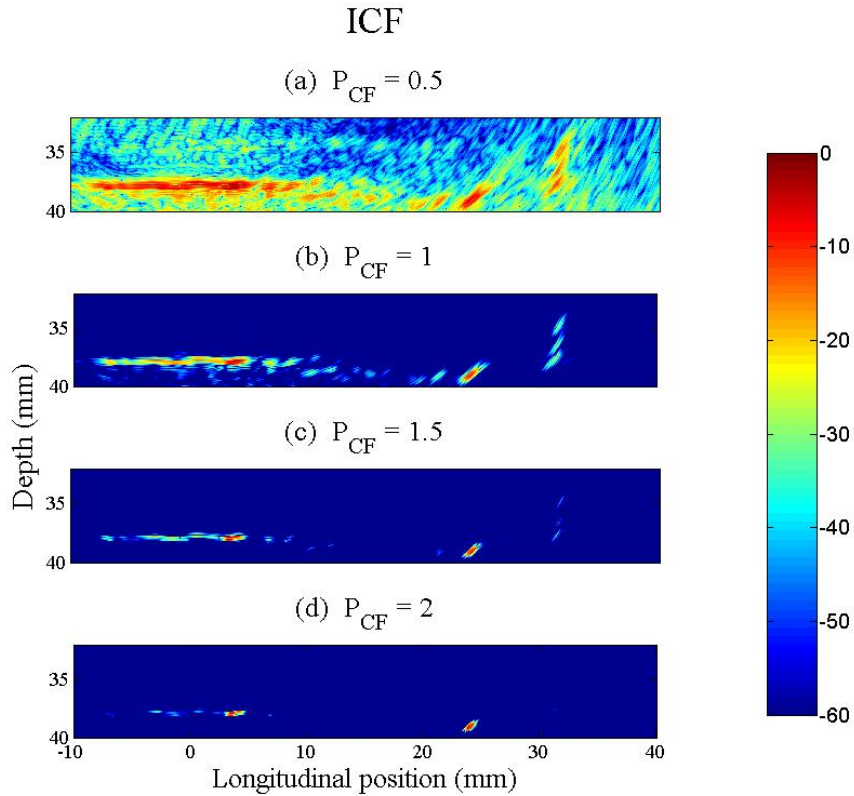 ICF
(a) P_CF = 0.5
35
40
(b) P_CF = 1
35
40
(c) P_CF = 1.5
35
40
(d) P_CF = 2
35
40
-10 0 10 20 30 40
Longitudinal position (mm)
Depth (mm)
0
-10
-20
-30
-40
-50
-60